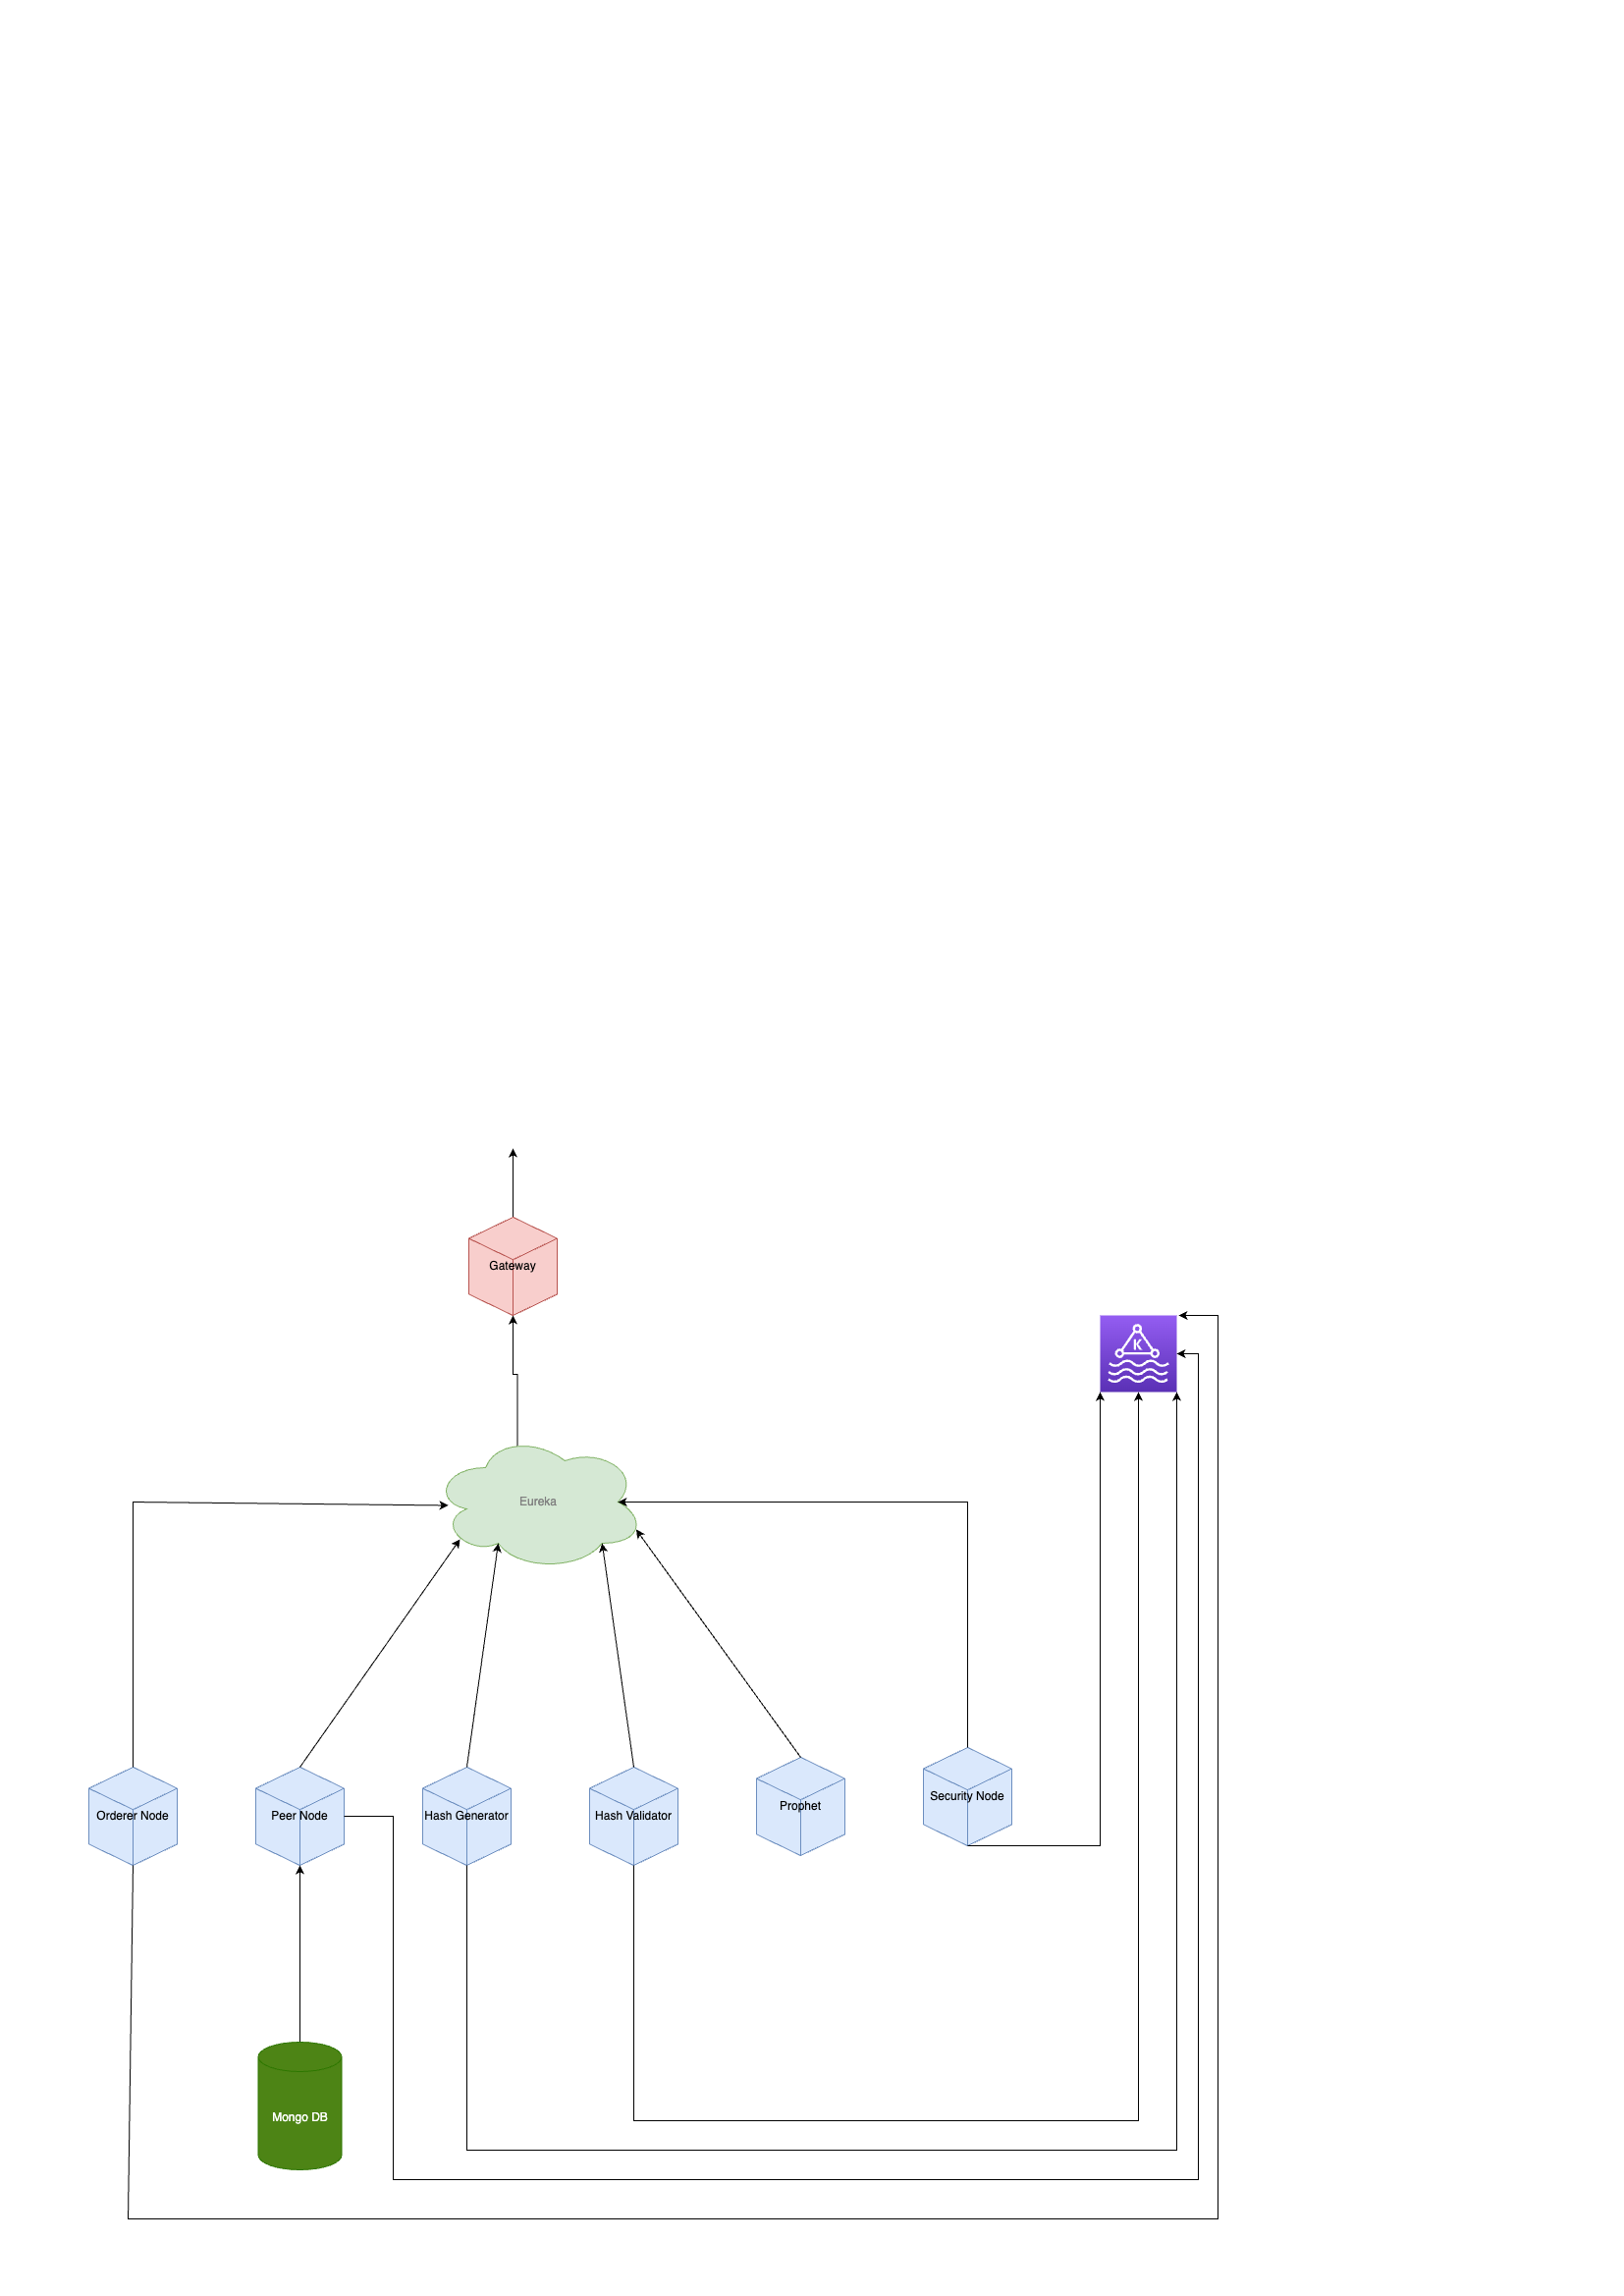 Gateway
K
Eureka
Orderer Node
Peer Node
Hash Generator
Hash Validator
Prophet
Security Node
Mongo DB